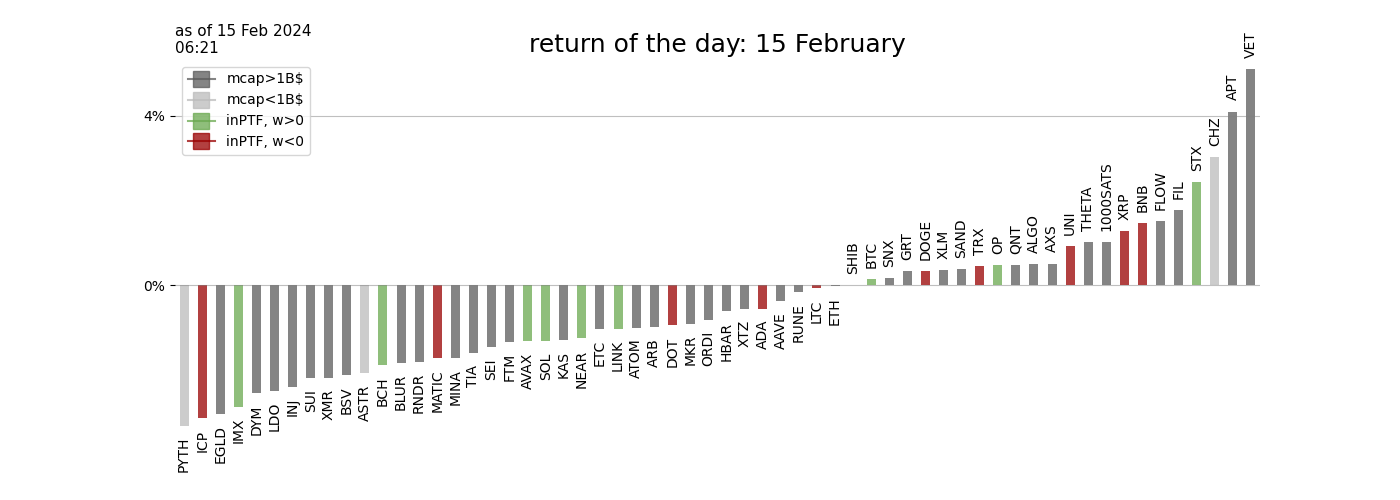 as of 15 Feb 2024
06:21
return of the day: 15 February
mcap>1B$
mcap<1B$
inPTF, w>0
inPTF, w<0
4%
0%
PYTH
ICP
EGLD
IMX
DYM
LDO
INJ
SUI
XMR
BSV
ASTR
BCH
BLUR
RNDR
MATIC
MINA
TIA
SEI
FTM
AVAX
SOL
KAS
NEAR
ETC
LINK
ATOM
ARB
DOT
MKR
ORDI
HBAR
XTZ
ADA
AAVE
RUNE
LTC
ETH
SHIB
BTC
SNX
GRT
DOGE
XLM
SAND
TRX
OP
QNT
ALGO
AXS
UNI
THETA
1000SATS
XRP
BNB
FLOW
FIL
STX
CHZ
APT
VET